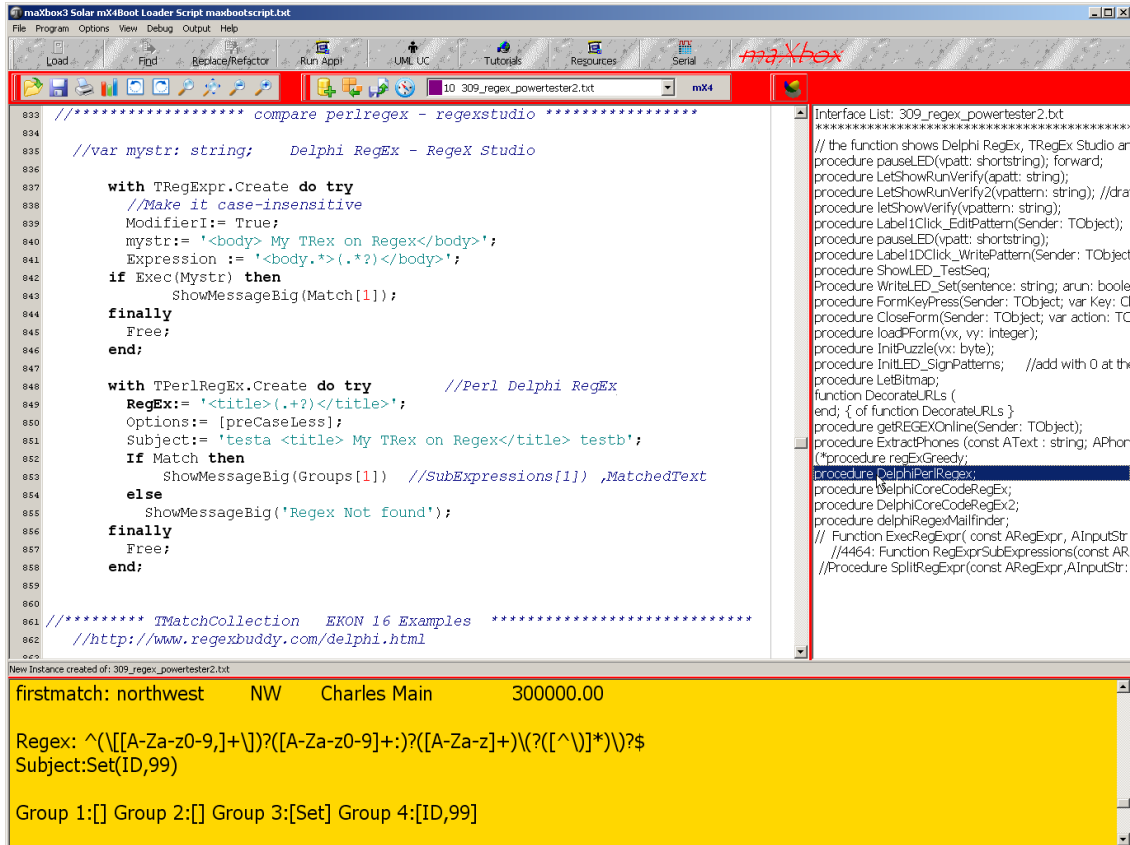 maXbox3 Solar mX4Boot Loader Script maxbootscript.txt
File Program Options View Debug Output Help
Load Find Replace/Refactor Run App! UML UC Tutorials Resources Serial maXbox
10 309_regex_powertester2.txt mX4
833 //******************* compare perlregex - regexstudio *****************
834
835 //var mystr: string; Delphi RegEx - RegeX Studio
836
837 with TRegExpr.Create do try
838 //Make it case-insensitive
839 ModifierI:= True;
840 mystr:= '<body> My TRex on Regex</body>';
841 Expression := '<body.*>(.*?)</body>';
842 if Exec(Mystr) then
843 ShowMessageBig(Match[1]);
844 finally
845 Free;
846 end;
847
848 with TPerlRegEx.Create do try //Perl Delphi RegEx
849 RegEx:= '<title>(.+?)</title>';
850 Options:= [preCaseLess];
851 Subject:= 'testa <title> My TRex on Regex</title> testb';
852 If Match then
853 ShowMessageBig(Groups[1]) //SubExpressions[1]) ,MatchedText
854 else
855 ShowMessageBig('Regex Not found');
856 finally
857 Free;
858 end;
859
860
861 //********* TMatchCollection EKON 16 Examples *****************************
862 //http://www.regexbuddy.com/delphi.html
Interface List: 309_regex_powertester2.txt
******************************************
// the function shows Delphi RegEx, TRegEx Studio an
procedure pauseLED(vpatt: shortstring); forward;
procedure LetShowRunVerify(apatt: string);
procedure LetShowRunVerify2(vpattern: string); //dra
procedure letShowVerify(vpattern: string);
procedure Label1Click_EditPattern(Sender: TObject);
procedure pauseLED(vpatt: shortstring);
procedure Label1DClick_WritePattern(Sender: TObject
procedure ShowLED_TestSeq;
Procedure WriteLED_Set(sentence: string; arun: boole
procedure FormKeyPress(Sender: TObject; var Key: C
procedure CloseForm(Sender: TObject; var action: TC
procedure loadPForm(vx, vy: integer);
procedure InitPuzzle(vx: byte);
procedure InitLED_SignPatterns; //add with 0 at the
procedure LetBitmap;
function DecorateURLs (
end; { of function DecorateURLs }
procedure getREGEXOnline(Sender: TObject);
procedure ExtractPhones (const AText : string; APhon
(*procedure regExGreedy;
procedure DelphiPerlRegex;
procedure DelphiCoreCodeRegEx;
procedure DelphiCoreCodeRegEx2;
procedure delphiRegexMailfinder;
// Function ExecRegExpr( const ARegExpr, AInputStr
//4464: Function RegExprSubExpressions(const AR
//Procedure SplitRegExpr(const ARegExpr,AInputStr:
New Instance created of: 309_regex_powertester2.txt
firstmatch: northwest NW Charles Main 300000.00
Regex: ^(\[[A-Za-z0-9,]+\])?([A-Za-z0-9]+:)?([A-Za-z]+)\(?([^\)]*)\)?$
Subject:Set(ID,99)
Group 1:[] Group 2:[] Group 3:[Set] Group 4:[ID,99]